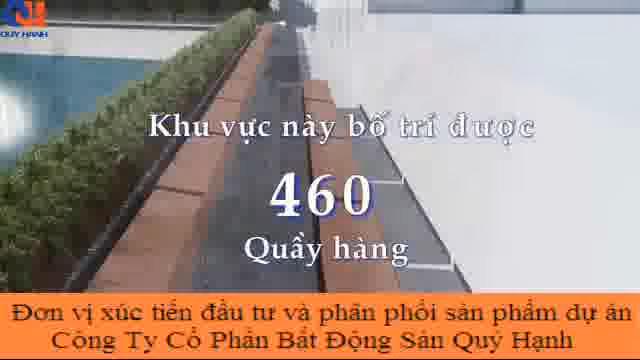 QUÝ HẠNH
Khu vực này bố trí được
460
Quầy hàng
Đơn vị xúc tiến đầu tư và phân phối sản phẩm dự án
Công Ty Cổ Phần Bất Động Sản Quý Hạnh